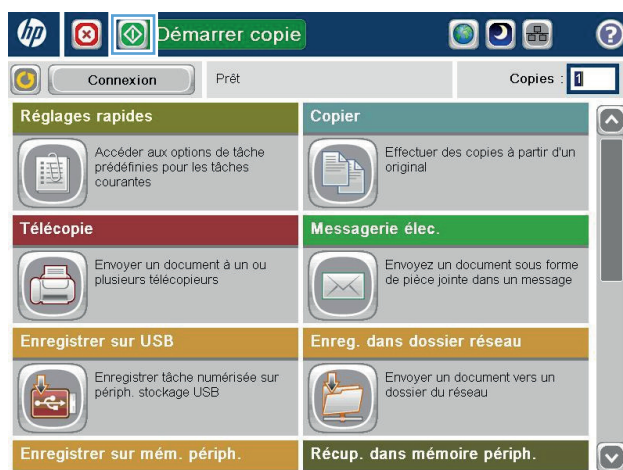 hp
Démarrer copie
?
Connexion
Prêt
Copies : 1
Réglages rapides
Copier
Accéder aux options de tâche
prédéfinies pour les tâches
courantes
Effectuer des copies à partir d'un
original
Télécopie
Messagerie élec.
Envoyer un document à un ou
plusieurs télécopieurs
Envoyez un document sous forme
de pièce jointe dans un message
Enregistrer sur USB
Enreg. dans dossier réseau
Enregistrer tâche numérisée sur
périph. stockage USB
Envoyer un document vers un
dossier du réseau
Enregistrer sur mém. périph.
Récup. dans mémoire périph.